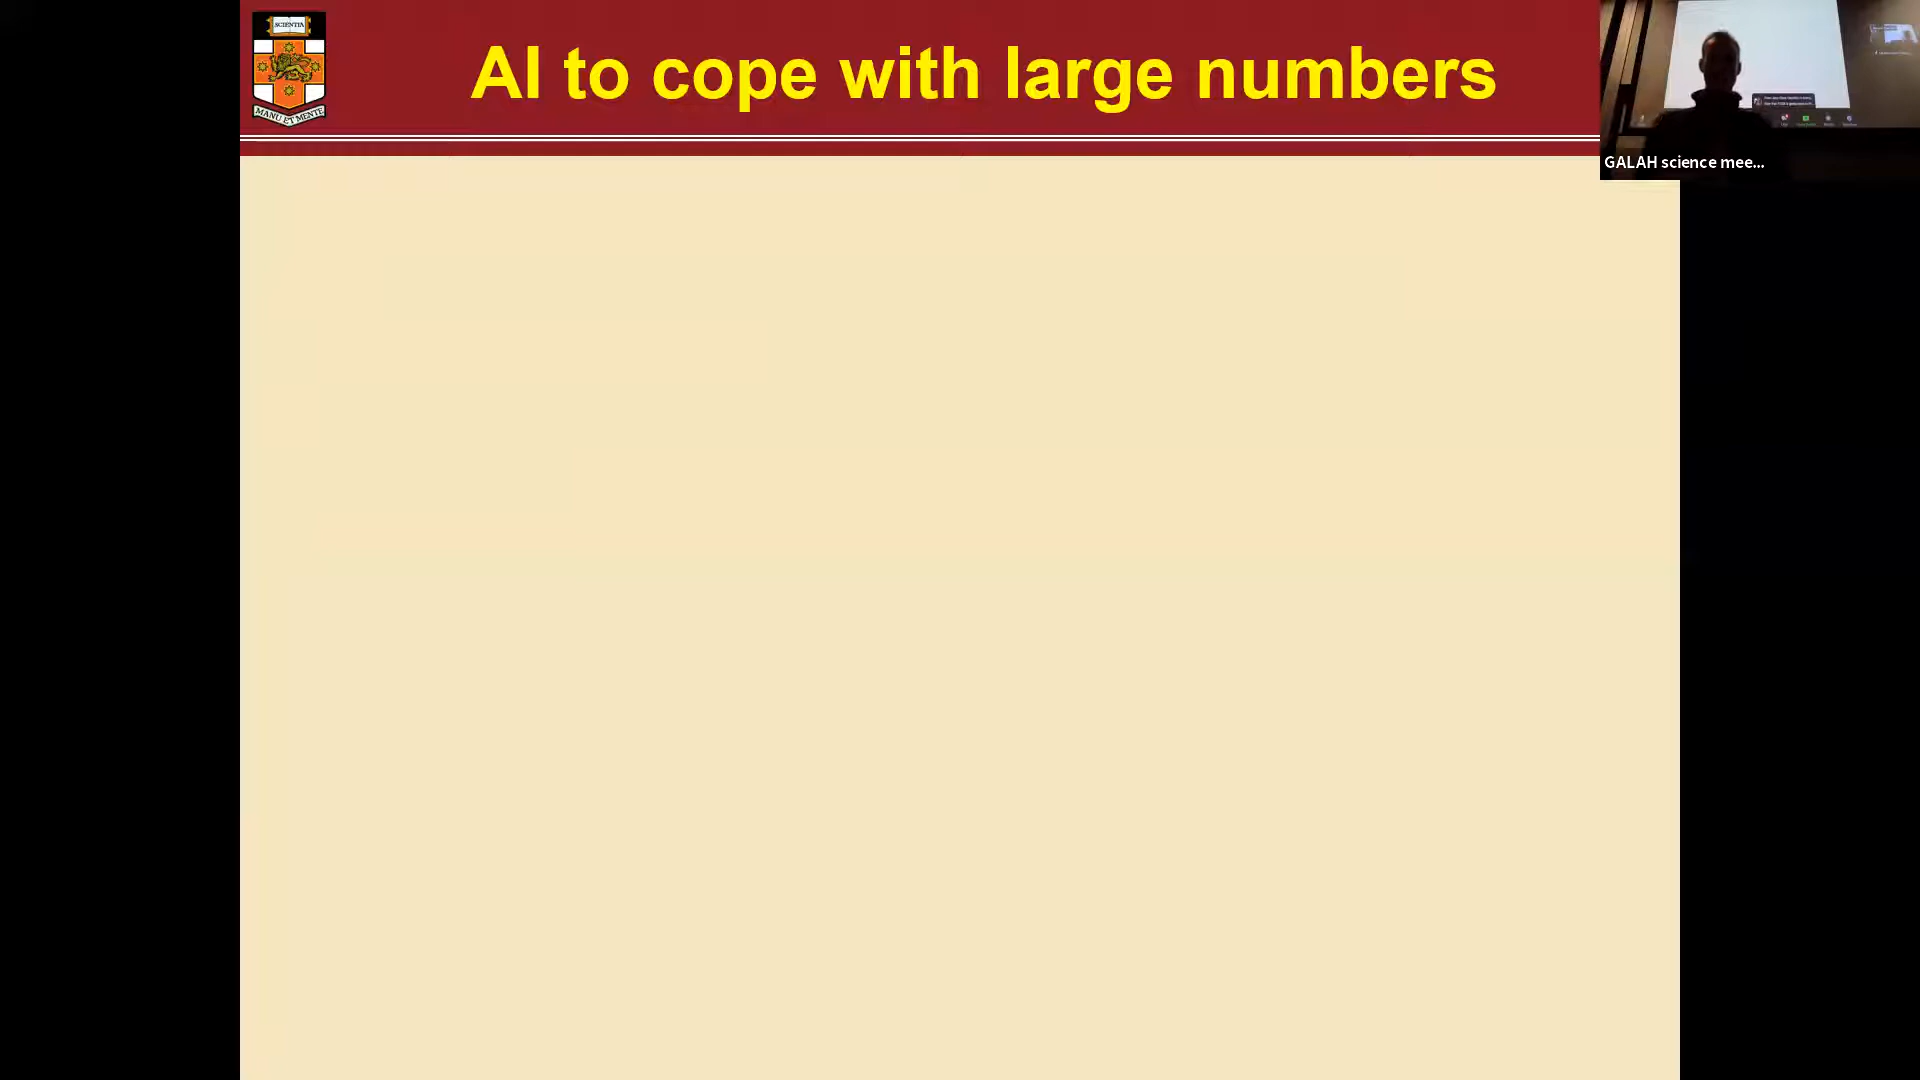 SCIENTIA
MANU ET MENTE
AI to cope with large numbers
GALAH science mee...